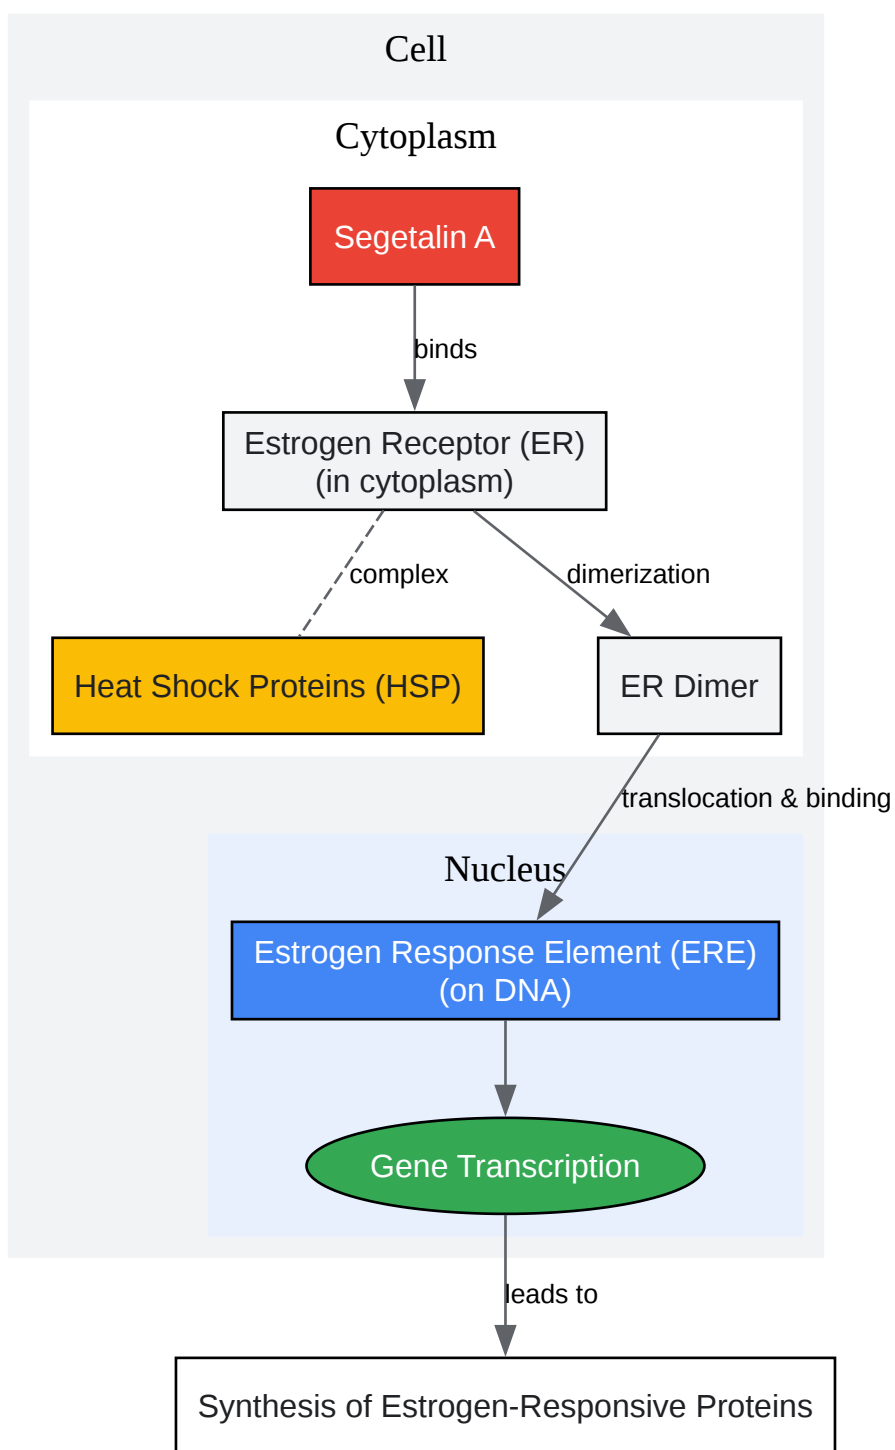 Cell
Cytoplasm
Segetalin A
binds
Estrogen Receptor (ER)
(in cytoplasm)
complex
dimerization
Heat Shock Proteins (HSP)
ER Dimer
translocation & binding
Nucleus
Estrogen Response Element (ERE)
(on DNA)
Gene Transcription
leads to
Synthesis of Estrogen-Responsive Proteins